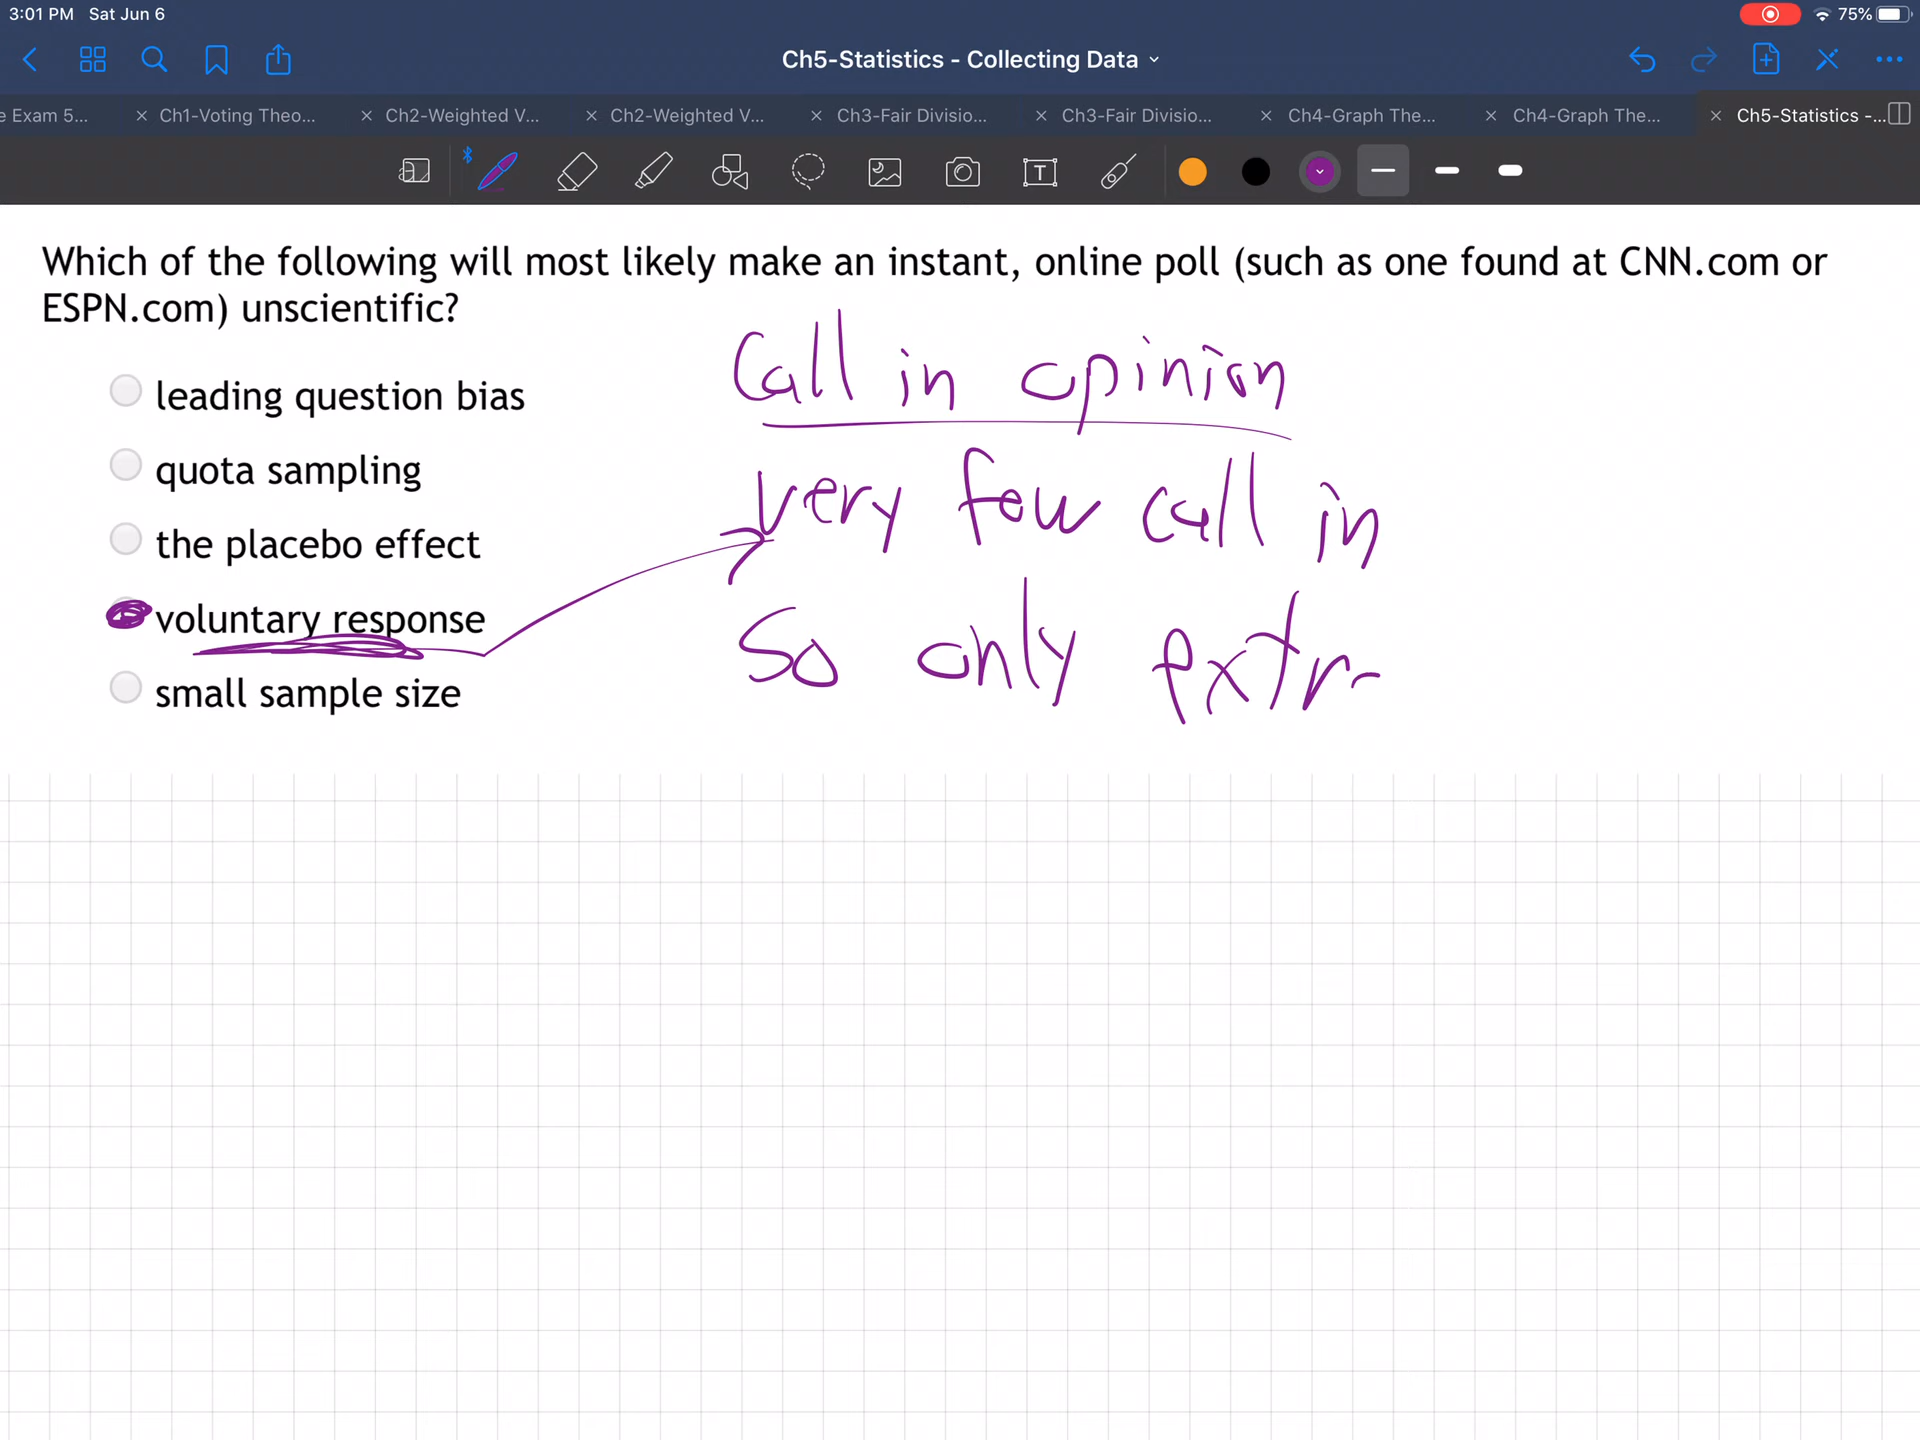 3:01 PM Sat Jun 6 75%
Ch5-Statistics - Collecting Data
e Exam 5... Ch1-Voting Theo... Ch2-Weighted V... Ch2-Weighted V... Ch3-Fair Divisio... Ch3-Fair Divisio... Ch4-Graph The... Ch4-Graph The... Ch5-Statistics -...
T
Which of the following will most likely make an instant, online poll (such as one found at CNN.com or
ESPN.com) unscientific?
leading question bias
quota sampling
the placebo effect
voluntary response
small sample size
Call in opinion
very few call in
So only extr-